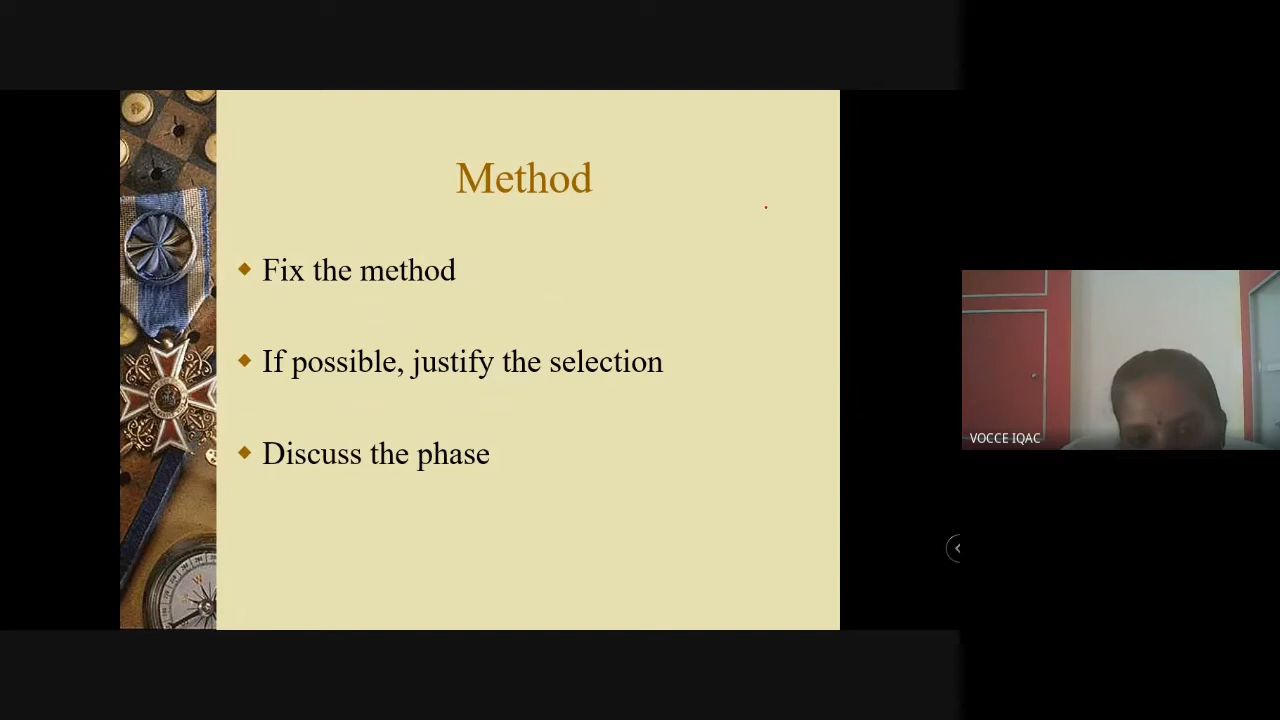 Method
Fix the method
If possible, justify the selection
Discuss the phase
VOCCE IQAC
W